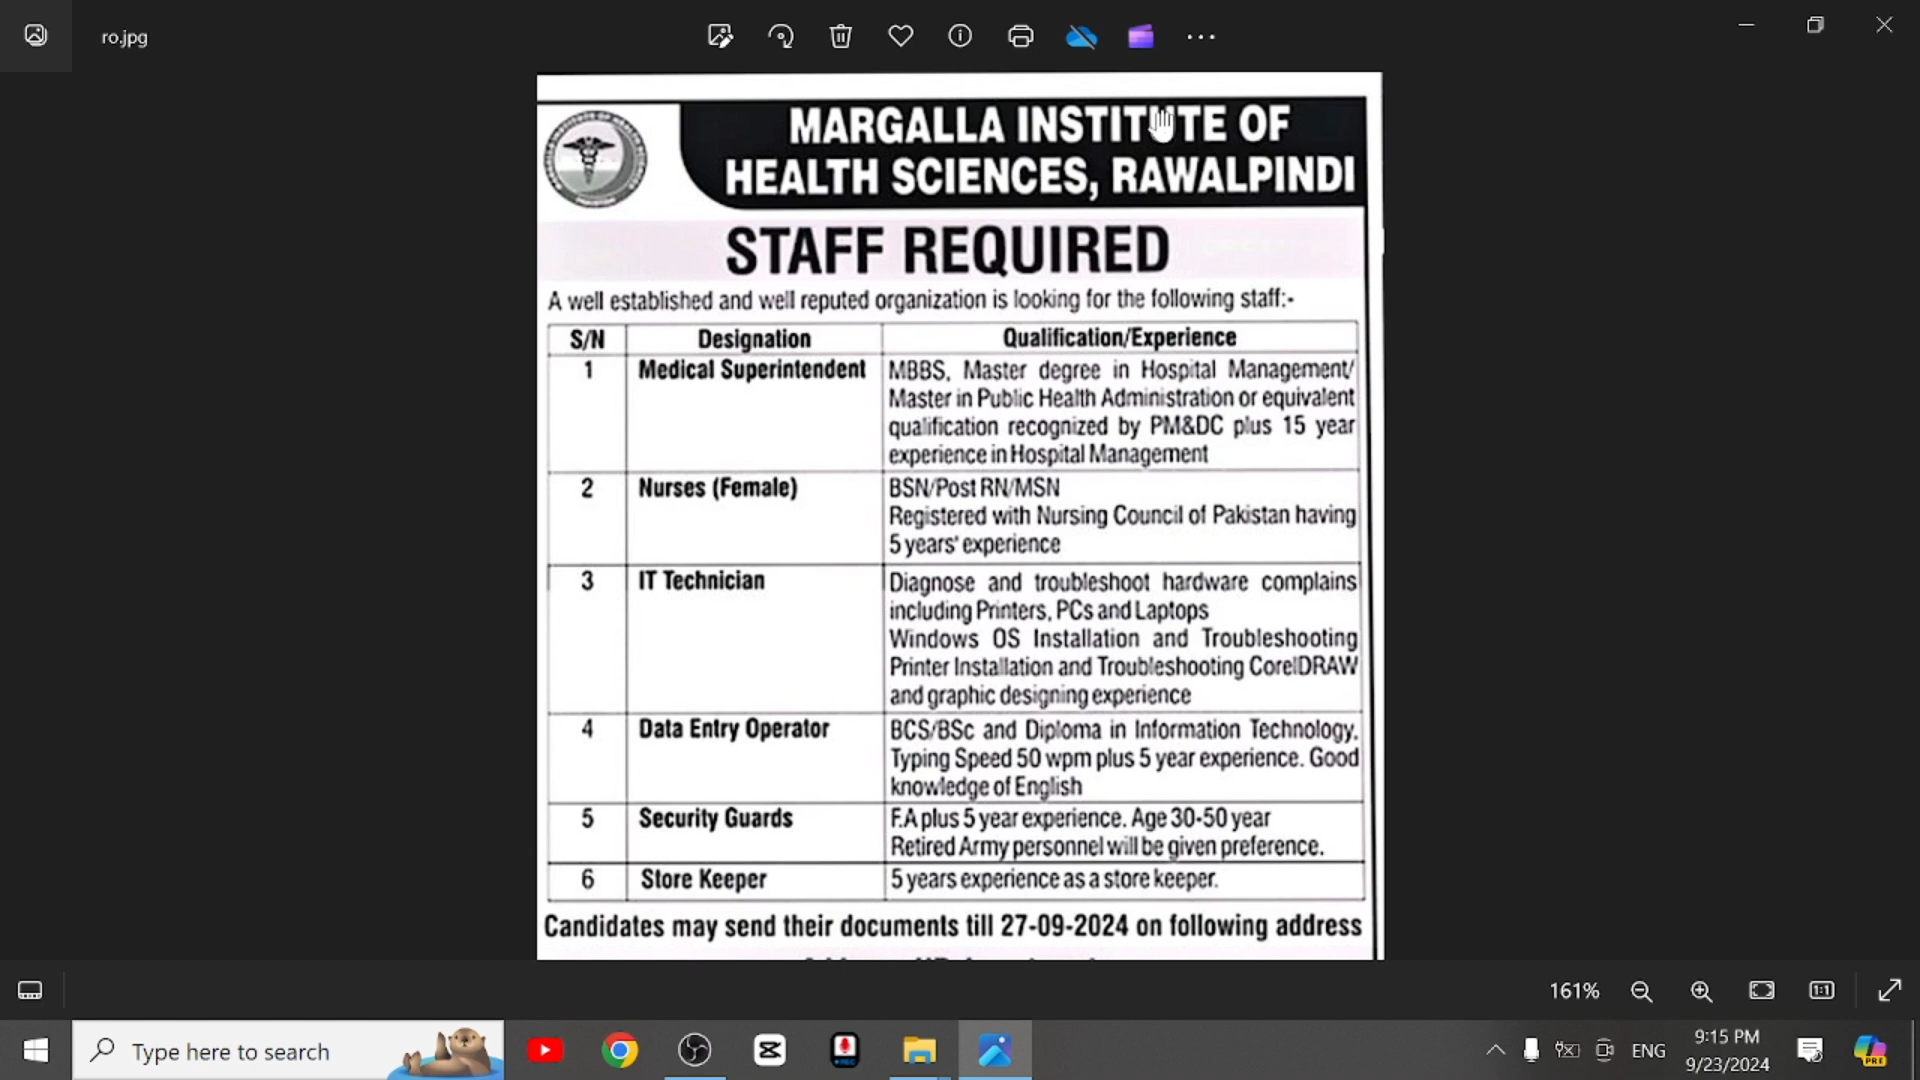 ro.jpg
MARGALLA INSTITUTE OF
HEALTH SCIENCES, RAWALPINDI
STAFF REQUIRED
A well established and well reputed organization is looking for the following staff:-
S/N Designation Qualification/Experience
1 Medical Superintendent MBBS, Master degree in Hospital Management/
Master in Public Health Administration or equivalent
qualification recognized by PM&DC plus 15 year
experience in Hospital Management
2 Nurses (Female) BSN/Post RN/MSN
Registered with Nursing Council of Pakistan having
5 years' experience
3 IT Technician Diagnose and troubleshoot hardware complains
including Printers, PCs and Laptops
Windows OS Installation and Troubleshooting
Printer Installation and Troubleshooting CorelDRAW
and graphic designing experience
4 Data Entry Operator BCS/BSc and Diploma in Information Technology.
Typing Speed 50 wpm plus 5 year experience. Good
knowledge of English
5 Security Guards F.A plus 5 year experience. Age 30-50 year
Retired Army personnel will be given preference.
6 Store Keeper 5 years experience as a store keeper.
Candidates may send their documents till 27-09-2024 on following address
161%
1:1
Type here to search
REC
ENG
9:15 PM
9/23/2024
PRE